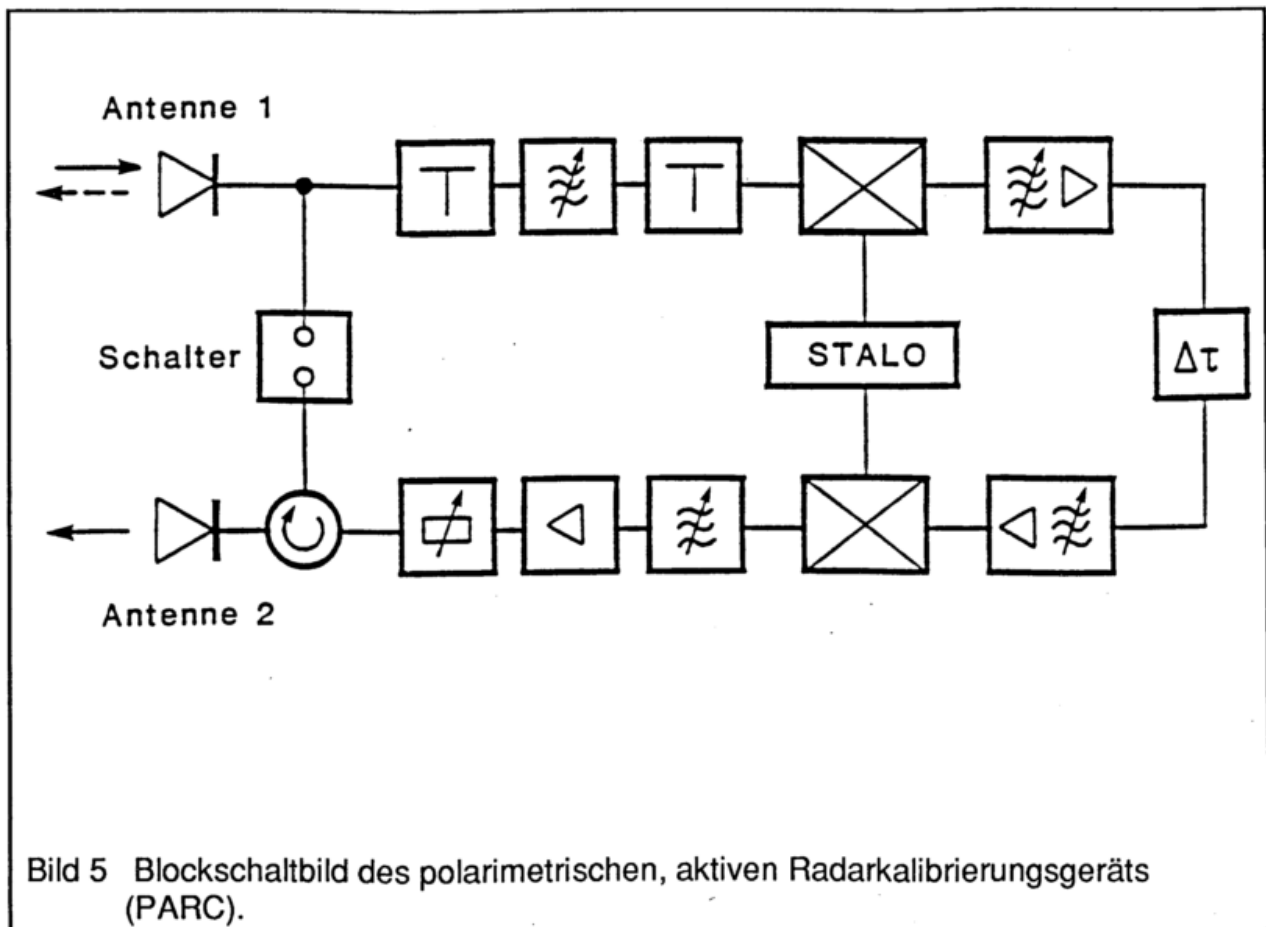 Antenne 1
Schalter
STALO
Δτ
Antenne 2
Bild 5 Blockschaltbild des polarimetrischen, aktiven Radarkalibrierungsgeräts
(PARC).